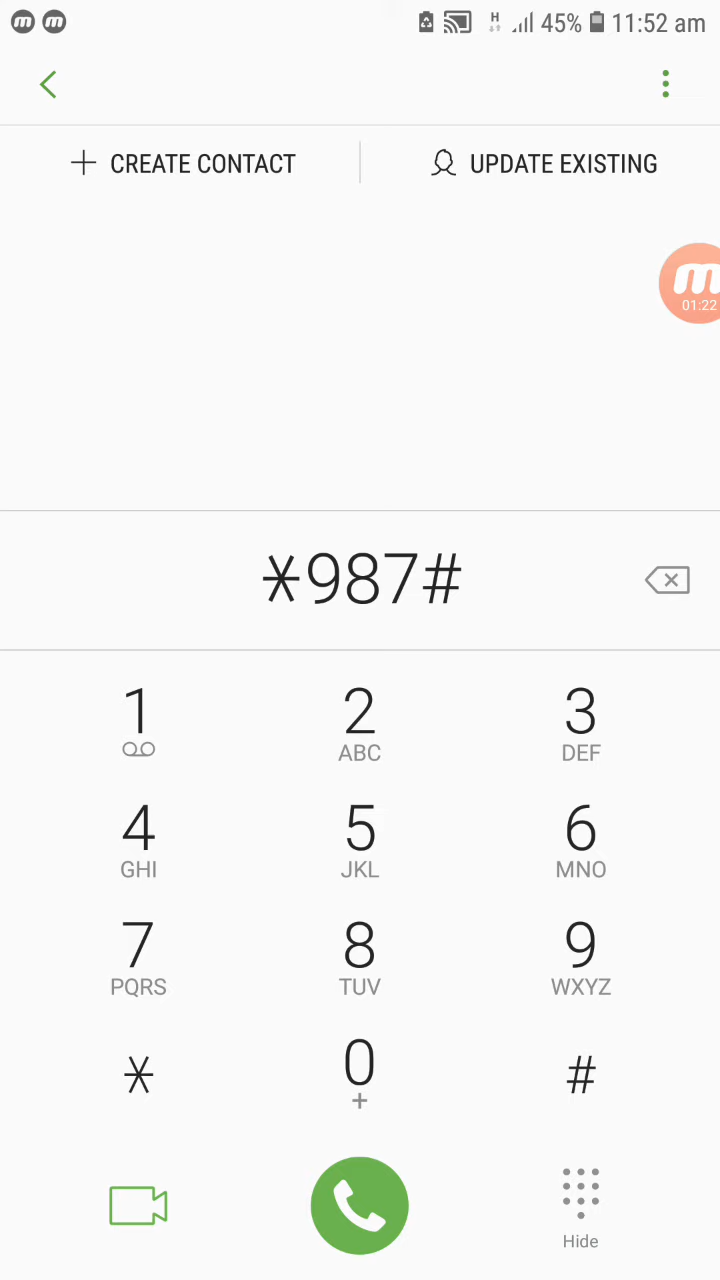 m m H 45% 11:52 am
CREATE CONTACT UPDATE EXISTING
m
01:22
*987#
1 2 3
ABC DEF
4 5 6
GHI JKL MNO
7 8 9
PQRS TUV WXYZ
* 0 #
+
Hide